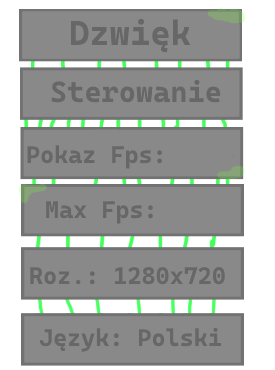 Dzwięk
Sterowanie
Pokaz Fps:
Max Fps:
Roz.: 1280x720
Język: Polski